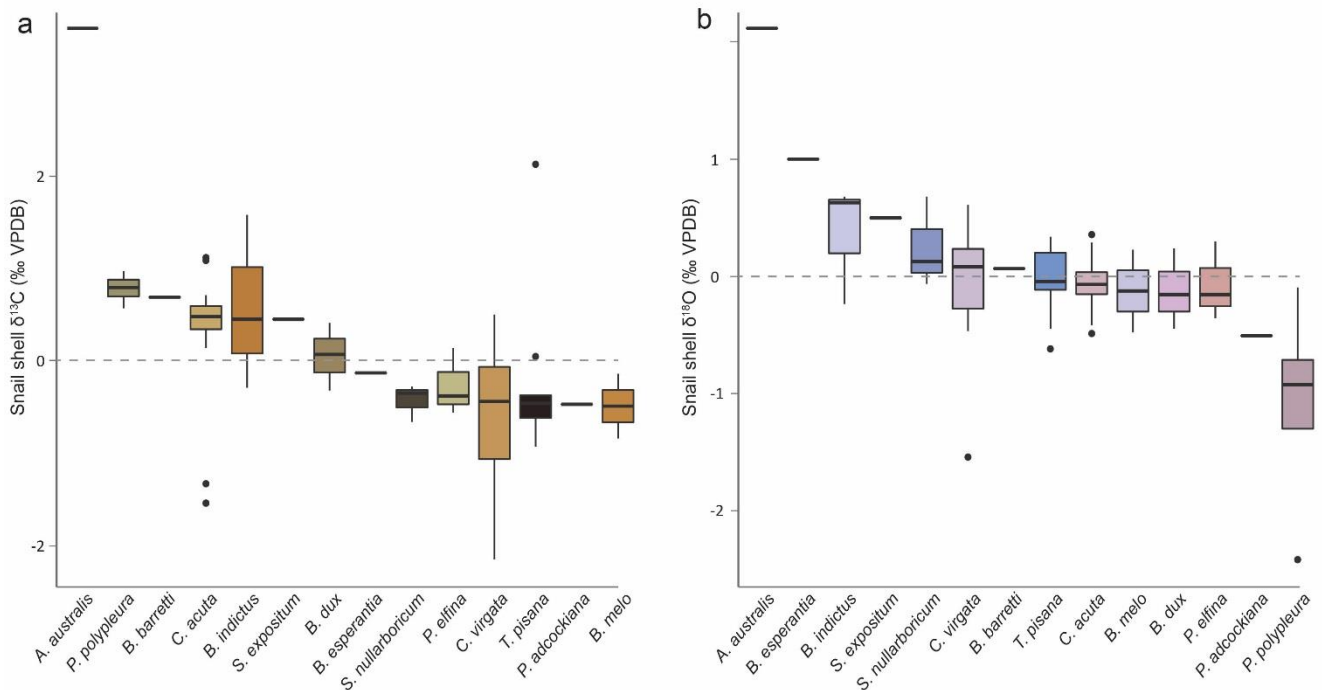 a
Snail shell δ¹³C (‰ VPDB)
2
0
-2
A. australis
P. polypleura
B. barretti
C. acuta
B. indictus
S. expositum
B. dux
B. esperantia
S. nullarboricum
P. elfina
C. virgata
T. pisana
P. adcockiana
B. melo
b
Snail shell δ¹⁸O (‰ VPDB)
1
0
-1
-2
A. australis
B. esperantia
B. indictus
S. expositum
S. nullarboricum
C. virgata
B. barretti
T. pisana
C. acuta
B. melo
B. dux
P. elfina
P. adcockiana
P. polypleura